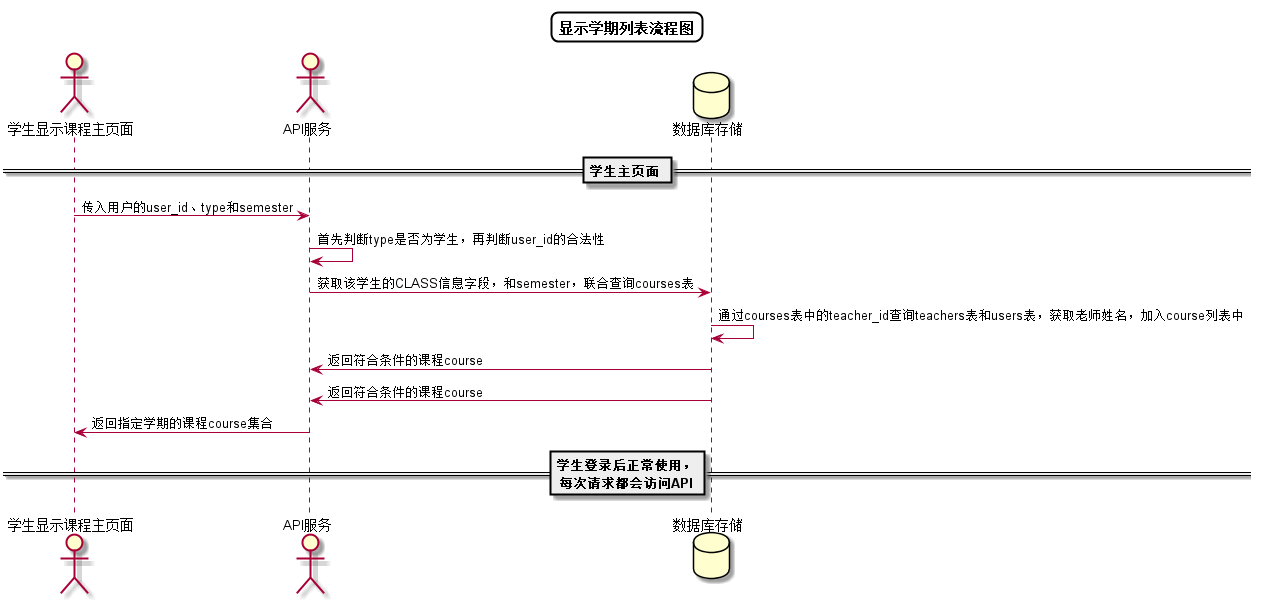 显示学期列表流程图
学生显示课程主页面
API服务
数据库存储
学生主页面
传入用户的user_id、type和semester
首先判断type是否为学生，再判断user_id的合法性
获取该学生的CLASS信息字段，和semester，联合查询courses表
通过courses表中的teacher_id查询teachers表和users表，获取老师姓名，加入course列表中
返回符合条件的课程course
返回符合条件的课程course
返回指定学期的课程course集合
学生登录后正常使用，
每次请求都会访问API
学生显示课程主页面
API服务
数据库存储